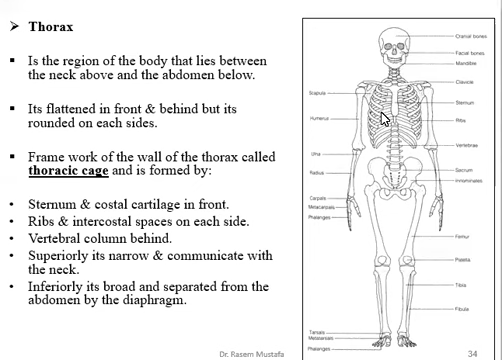 ➢ Thorax
▪ Is the region of the body that lies between
the neck above and the abdomen below.
▪ Its flattened in front & behind but its
rounded on each sides.
▪ Frame work of the wall of the thorax called
thoracic cage and is formed by:
• Sternum & costal cartilage in front.
• Ribs & intercostal spaces on each side.
• Vertebral column behind.
• Superiorly its narrow & communicate with
the neck.
• Inferiorly its broad and separated from the
abdomen by the diaphragm.
Cranial bones
Facial bones
Mandible
Clavicle
Scapula
Sternum
Humerus
Ribs
Vertebrae
Ulna
Radius
Sacrum
Innominates
Carpals
Metacarpals
Phalanges
Femur
Patella
Tibia
Fibula
Tarsals
Metatarsals
Phalanges
Dr. Rasem Mustafa
34